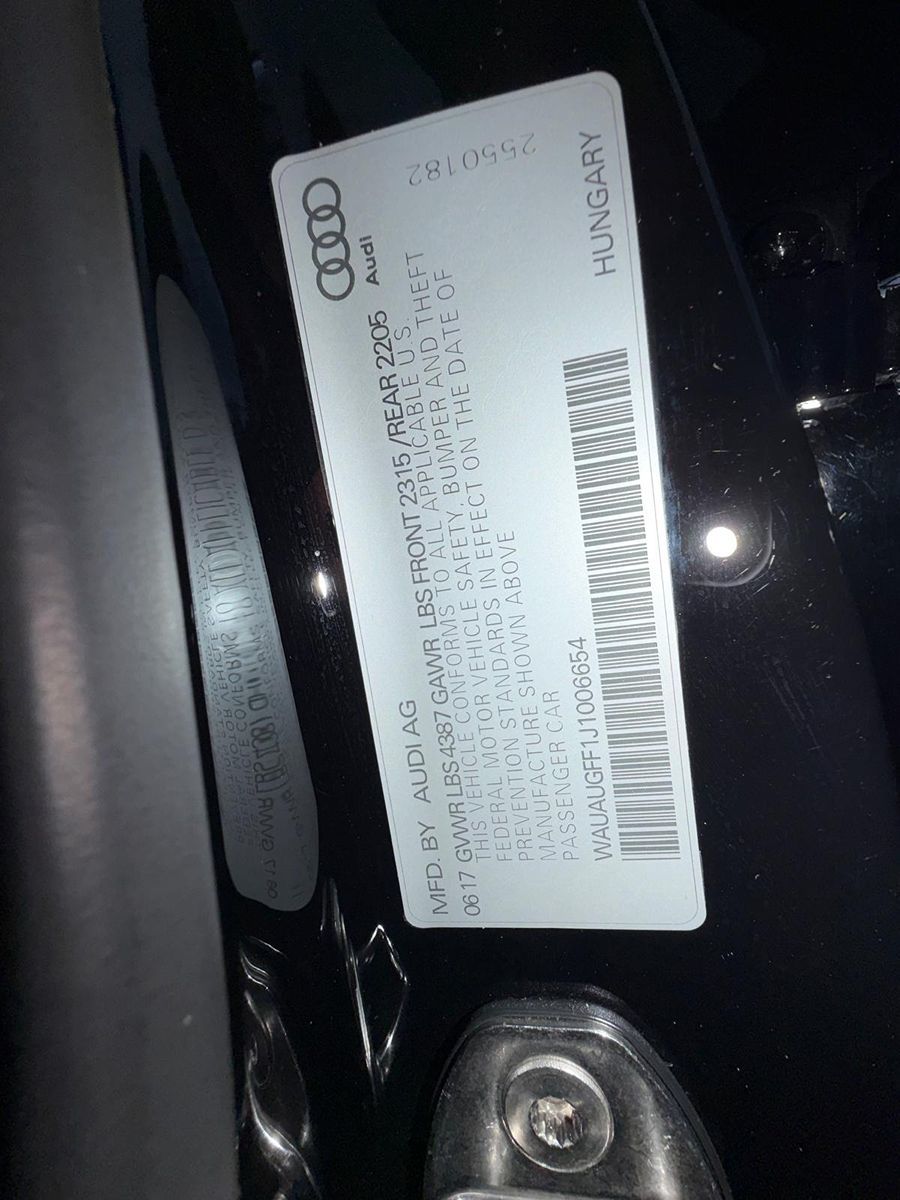 Audi
2550182
MFD. BY AUDI AG
0617 GVWR LBS 4387 GAWR LBS FRONT 2315 /REAR 2205
THIS VEHICLE CONFORMS TO ALL APPLICABLE U.S.
FEDERAL MOTOR VEHICLE SAFETY, BUMPER AND THEFT
PREVENTION STANDARDS IN EFFECT ON THE DATE OF
MANUFACTURE SHOWN ABOVE
PASSENGER CAR
WAUAUGFF1J1006654
HUNGARY